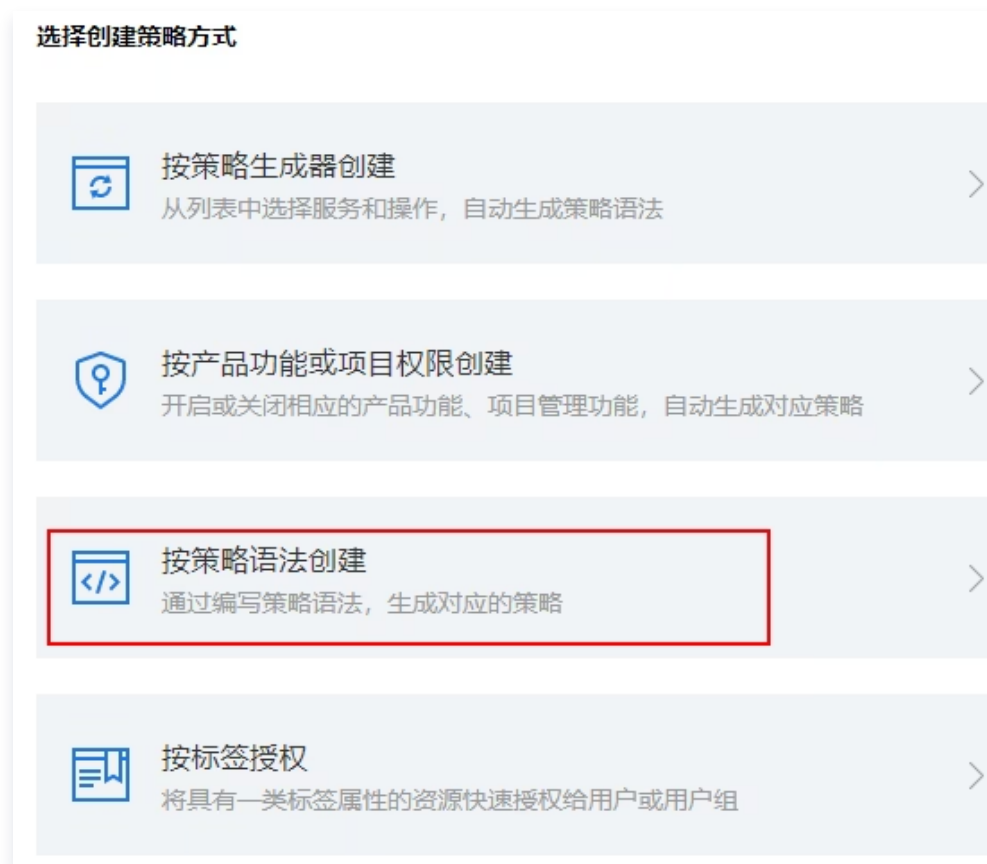 选择创建策略方式
按策略生成器创建
从列表中选择服务和操作，自动生成策略语法
按产品功能或项目权限创建
开启或关闭相应的产品功能、项目管理功能，自动生成对应策略
</>
按策略语法创建
通过编写策略语法，生成对应的策略
按标签授权
将具有一类标签属性的资源快速授权给用户或用户组